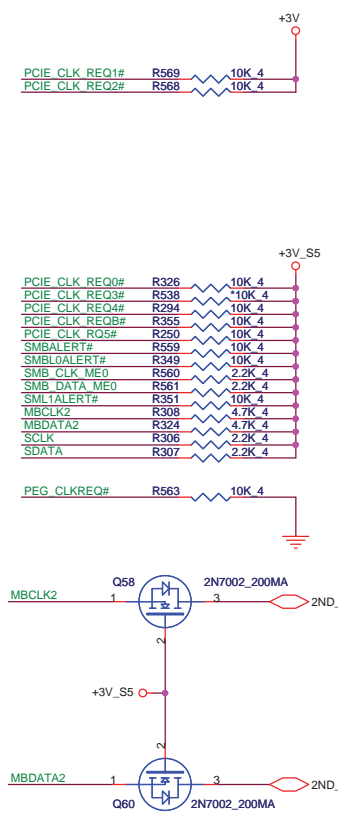 +3V
PCIE_CLK_REQ1# R569 10K_4
PCIE_CLK_REQ2# R568 10K_4
+3V_S5
PCIE_CLK_REQ0# R326 10K_4
PCIE_CLK_REQ3# R538 *10K_4
PCIE_CLK_REQ4# R294 10K_4
PCIE_CLK_REQB# R355 10K_4
PCIE_CLK_RQ5# R250 10K_4
SMBALERT# R559 10K_4
SMBL0ALERT# R349 10K_4
SMB_CLK_ME0 R560 2.2K_4
SMB_DATA_ME0 R561 2.2K_4
SML1ALERT# R351 10K_4
MBCLK2 R308 4.7K_4
MBDATA2 R324 4.7K_4
SCLK R306 2.2K_4
SDATA R307 2.2K_4
PEG_CLKREQ# R563 10K_4
Q58 2N7002_200MA
MBCLK2 1 3 2ND_
2
+3V_S5
2
MBDATA2 1 3 2ND_
Q60 2N7002_200MA